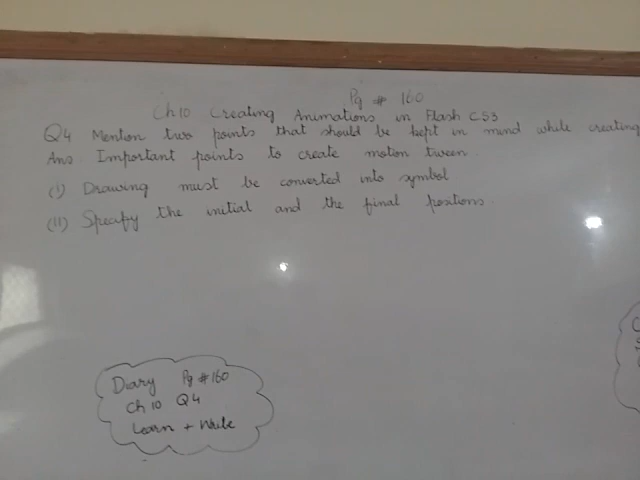 Pg # 160
Ch 10 Creating Animations in Flash CS3
Q4 Mention two points that should be kept in mind while creating
Ans. Important points to create motion tween.
(I) Drawing must be converted into symbol
(II) Specify the initial and the final positions.
Diary Pg # 160
Ch 10 Q4
Learn + Write